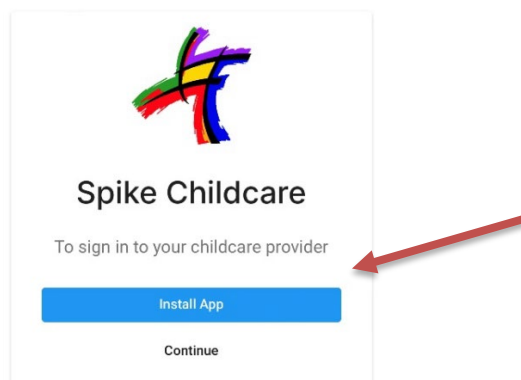 Spike Childcare
To sign in to your childcare provider
Install App
Continue